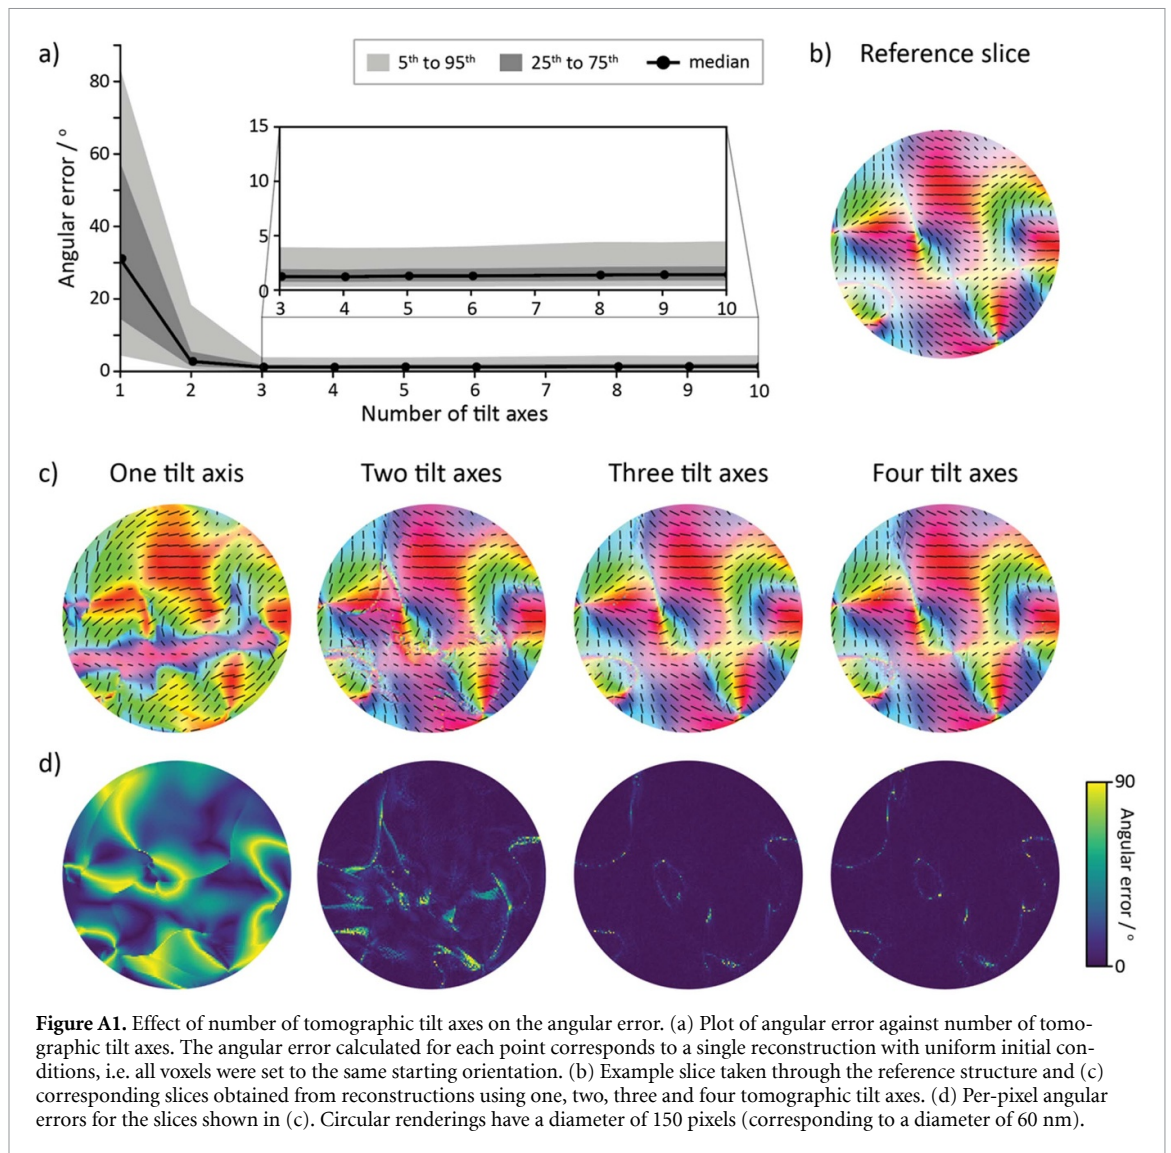 a)
5th to 95th
25th to 75th
median
b)
Reference slice
Angular error / °
80
60
40
20
0
1
2
3
4
5
6
7
8
9
10
Number of tilt axes
15
10
5
0
3
4
5
6
7
8
9
10
c)
One tilt axis
Two tilt axes
Three tilt axes
Four tilt axes
d)
90
Angular error / °
0
Figure A1. Effect of number of tomographic tilt axes on the angular error. (a) Plot of angular error against number of tomo-
graphic tilt axes. The angular error calculated for each point corresponds to a single reconstruction with uniform initial con-
ditions, i.e. all voxels were set to the same starting orientation. (b) Example slice taken through the reference structure and (c)
corresponding slices obtained from reconstructions using one, two, three and four tomographic tilt axes. (d) Per-pixel angular
errors for the slices shown in (c). Circular renderings have a diameter of 150 pixels (corresponding to a diameter of 60 nm).